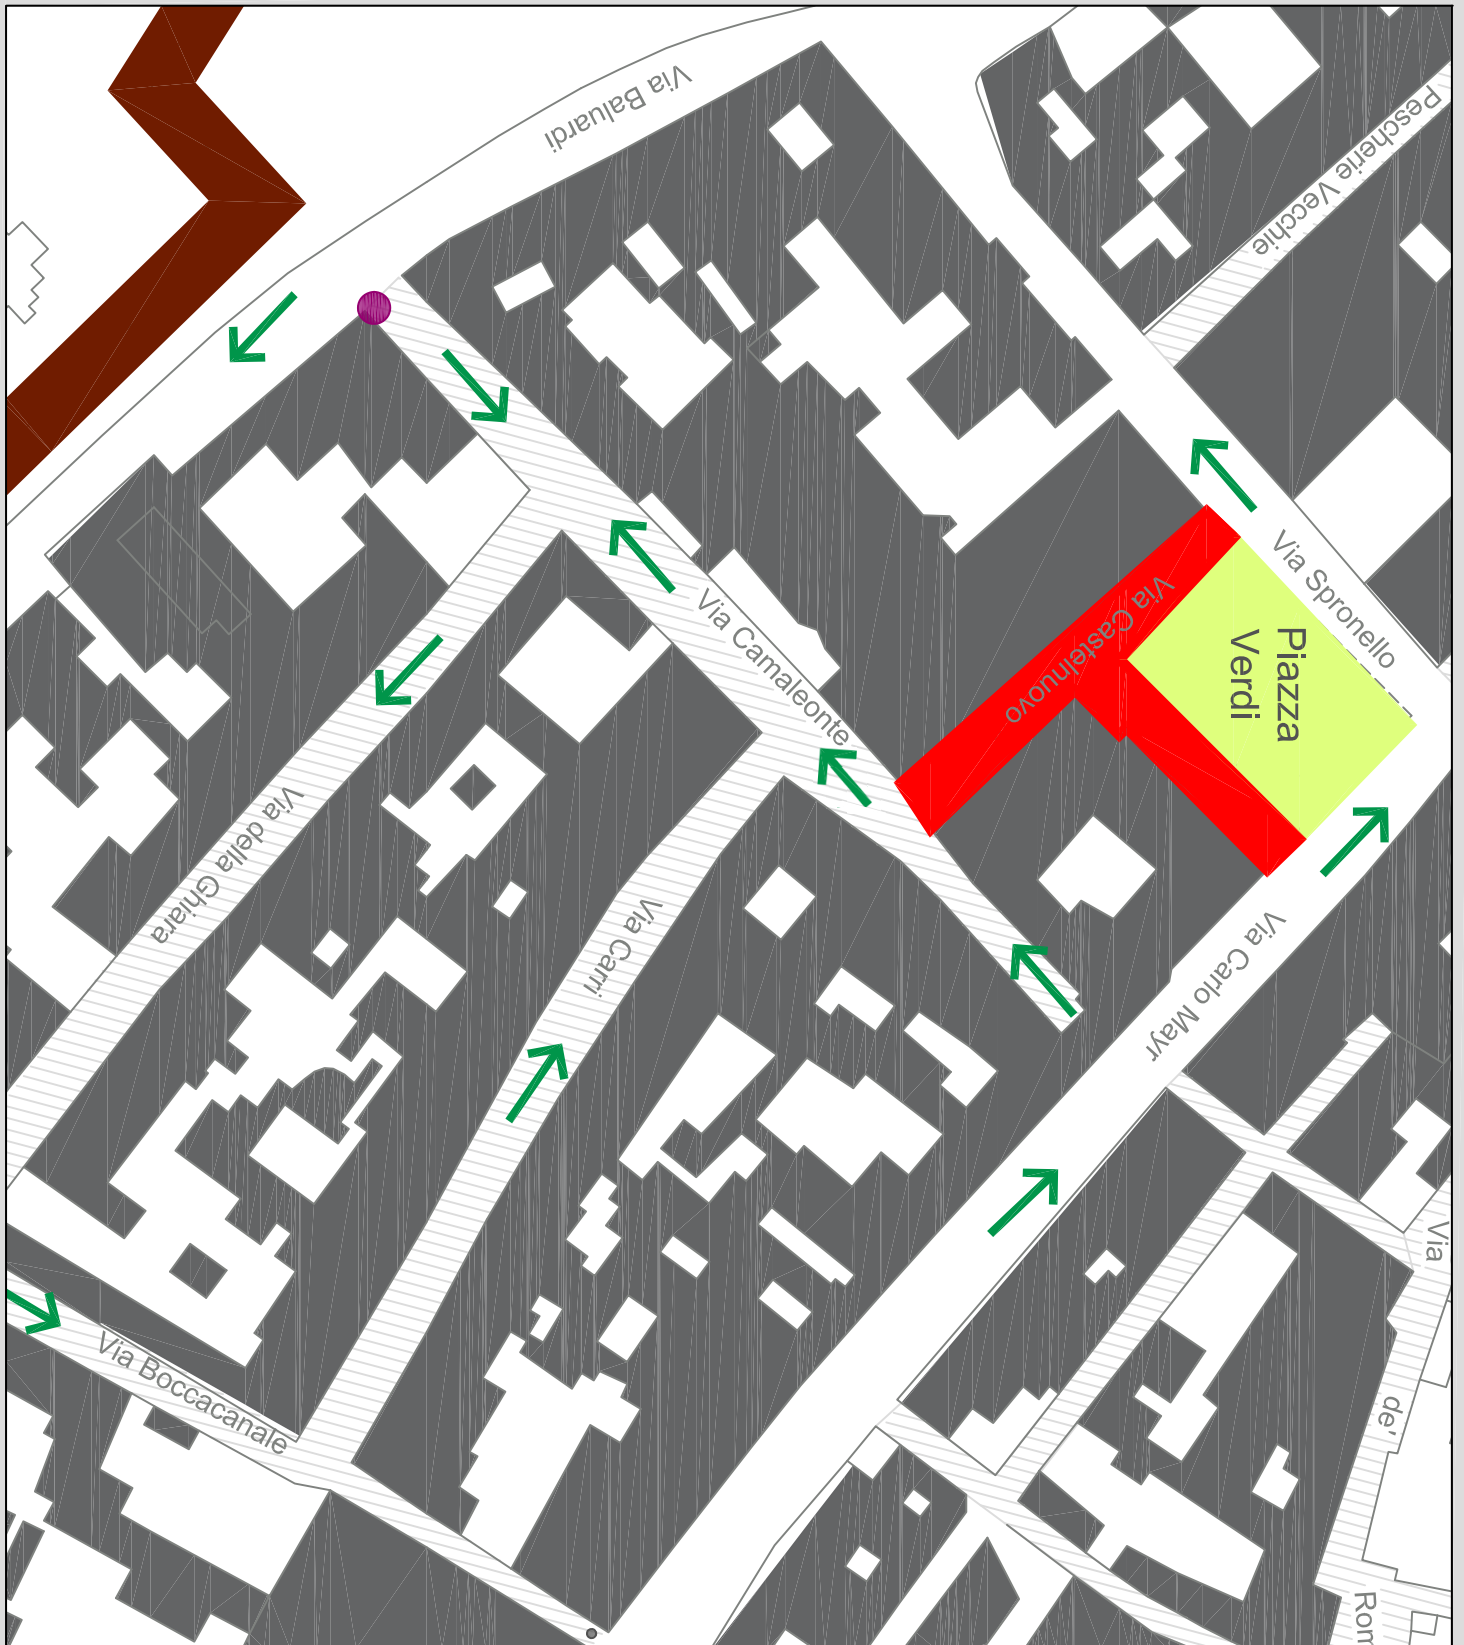 Via Baluardi
Pescherie Vecchie
Via Spronello
Via Castelnuovo
Piazza
Verdi
Via Camaleonte
Via della Ghiara
Via Carri
Via Carlo Mayr
Via Boccacanale
Via
de'
Rom